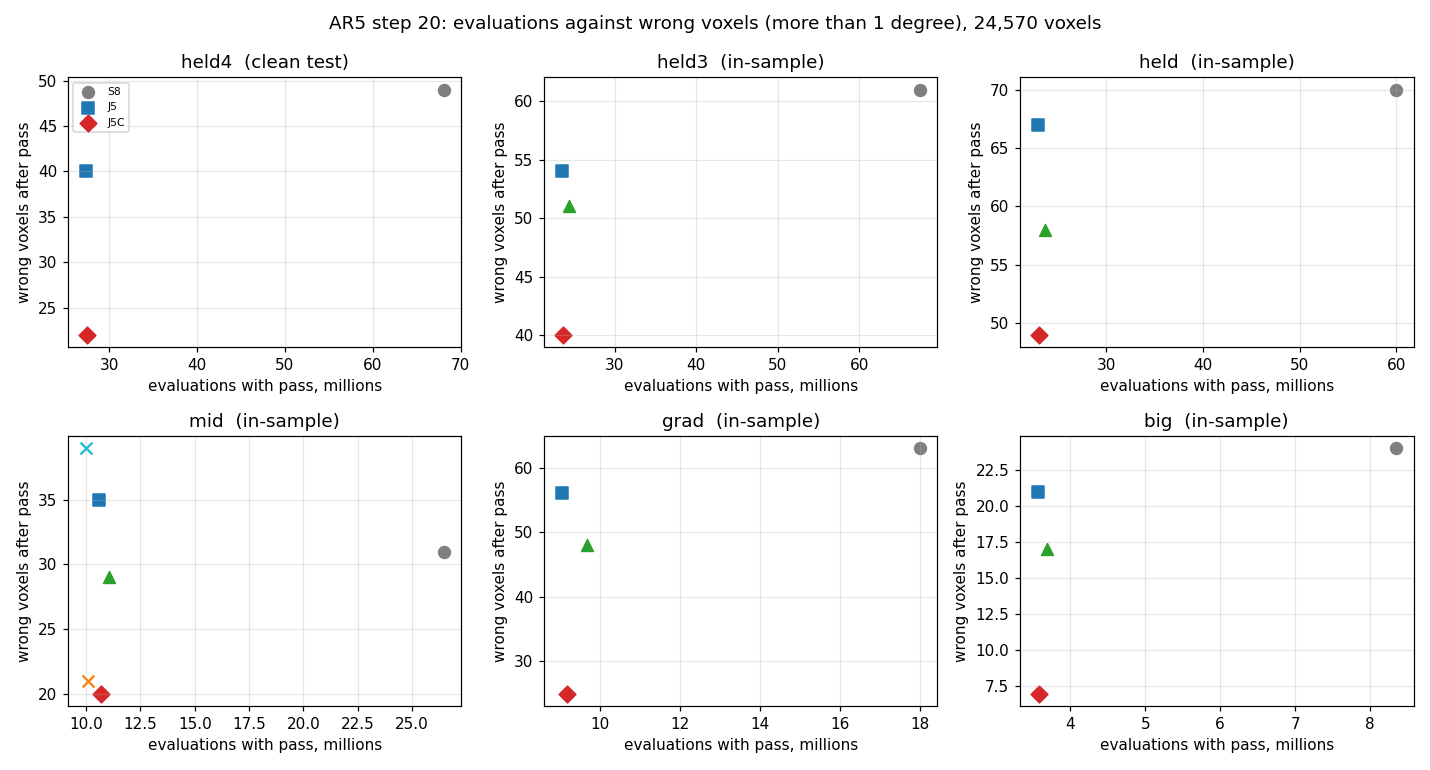 AR5 step 20: evaluations against wrong voxels (more than 1 degree), 24,570 voxels
held4  (clean test)
50
45
40
35
30
25
wrong voxels after pass
S8
J5
J5C
30 40 50 60 70
evaluations with pass, millions
held3  (in-sample)
60
55
50
45
40
wrong voxels after pass
30 40 50 60
evaluations with pass, millions
held  (in-sample)
70
65
60
55
50
wrong voxels after pass
30 40 50 60
evaluations with pass, millions
mid  (in-sample)
35
30
25
20
wrong voxels after pass
10.0 12.5 15.0 17.5 20.0 22.5 25.0
evaluations with pass, millions
grad  (in-sample)
60
50
40
30
wrong voxels after pass
10 12 14 16 18
evaluations with pass, millions
big  (in-sample)
22.5
20.0
17.5
15.0
12.5
10.0
7.5
wrong voxels after pass
4 5 6 7 8
evaluations with pass, millions